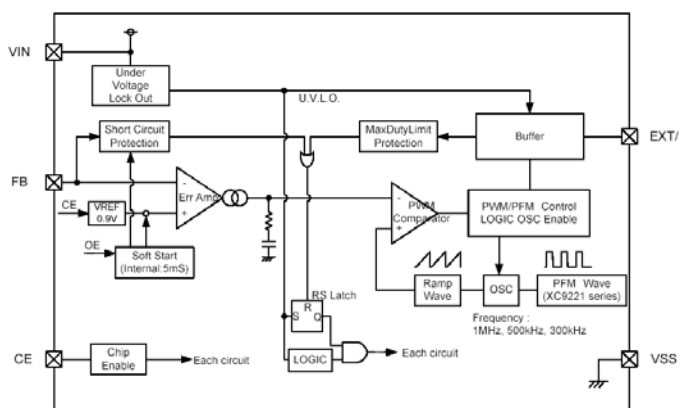 VIN
Under
Voltage
Lock Out
U.V.L.O.
Short Circuit
Protection
MaxDutyLimit
Protection
Buffer
EXT/
FB
-
Err Amp
+
CE
VREF
0.9V
OE
Soft Start
(Internal:5mS)
-
PWM
Comparator
+
PWM/PFM Control
LOGIC OSC Enable
Ramp
Wave
OSC
PFM Wave
(XC9221 series)
Frequency :
1MHz, 500kHz, 300kHz
RS Latch
R
S Q
LOGIC
Each circuit
CE
Chip
Enable
Each circuit
VSS